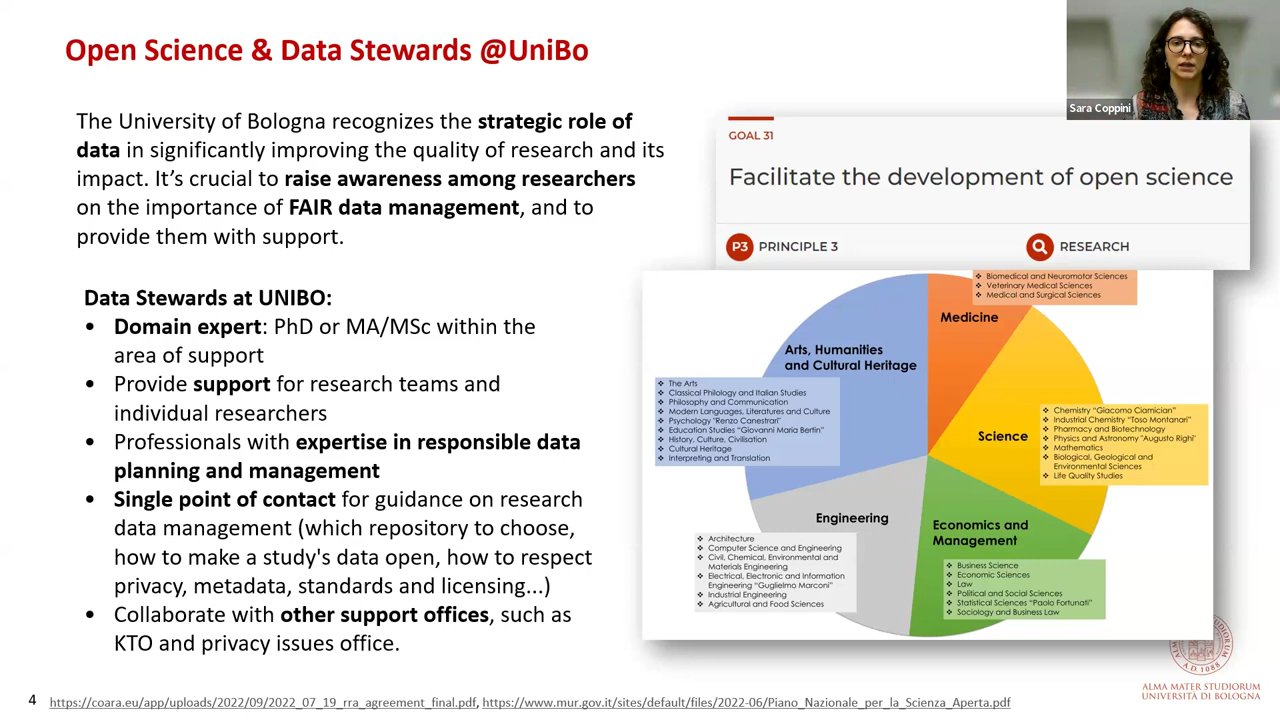 Open Science & Data Stewards @UniBo
Sara Coppini
The University of Bologna recognizes the strategic role of
data in significantly improving the quality of research and its
impact. It’s crucial to raise awareness among researchers
on the importance of FAIR data management, and to
provide them with support.
Data Stewards at UNIBO:
• Domain expert: PhD or MA/MSc within the
area of support
• Provide support for research teams and
individual researchers
• Professionals with expertise in responsible data
planning and management
• Single point of contact for guidance on research
data management (which repository to choose,
how to make a study's data open, how to respect
privacy, metadata, standards and licensing...)
• Collaborate with other support offices, such as
KTO and privacy issues office.
GOAL 31
Facilitate the development of open science
P3 PRINCIPLE 3
RESEARCH
❖ Biomedical and Neuromotor Sciences
❖ Veterinary Medical Sciences
❖ Medical and Surgical Sciences
Medicine
Arts, Humanities
and Cultural Heritage
❖ The Arts
❖ Classical Philology and Italian Studies
❖ Philosophy and Communication
❖ Modern Languages, Literatures and Culture
❖ Psychology "Renzo Canestrari"
❖ Education Studies “Giovanni Maria Bertin”
❖ History, Culture, Civilisation
❖ Cultural Heritage
❖ Interpreting and Translation
Science
❖ Chemistry “Giacomo Ciamician”
❖ Industrial Chemistry “Toso Montanari”
❖ Pharmacy and Biotechnology
❖ Physics and Astronomy "Augusto Righi"
❖ Mathematics
❖ Biological, Geological and
Environmental Sciences
❖ Life Quality Studies
Engineering
❖ Architecture
❖ Computer Science and Engineering
❖ Civil, Chemical, Environmental and
Materials Engineering
❖ Electrical, Electronic and Information
Engineering “Guglielmo Marconi”
❖ Industrial Engineering
❖ Agricultural and Food Sciences
Economics and
Management
❖ Business Science
❖ Economic Sciences
❖ Law
❖ Political and Social Sciences
❖ Statistical Sciences “Paolo Fortunati”
❖ Sociology and Business Law
A.D. 1088
ALMA MATER STUDIORUM
UNIVERSITÀ DI BOLOGNA
4 https://coara.eu/app/uploads/2022/09/2022_07_19_rra_agreement_final.pdf, https://www.mur.gov.it/sites/default/files/2022-06/Piano_Nazionale_per_la_Scienza_Aperta.pdf